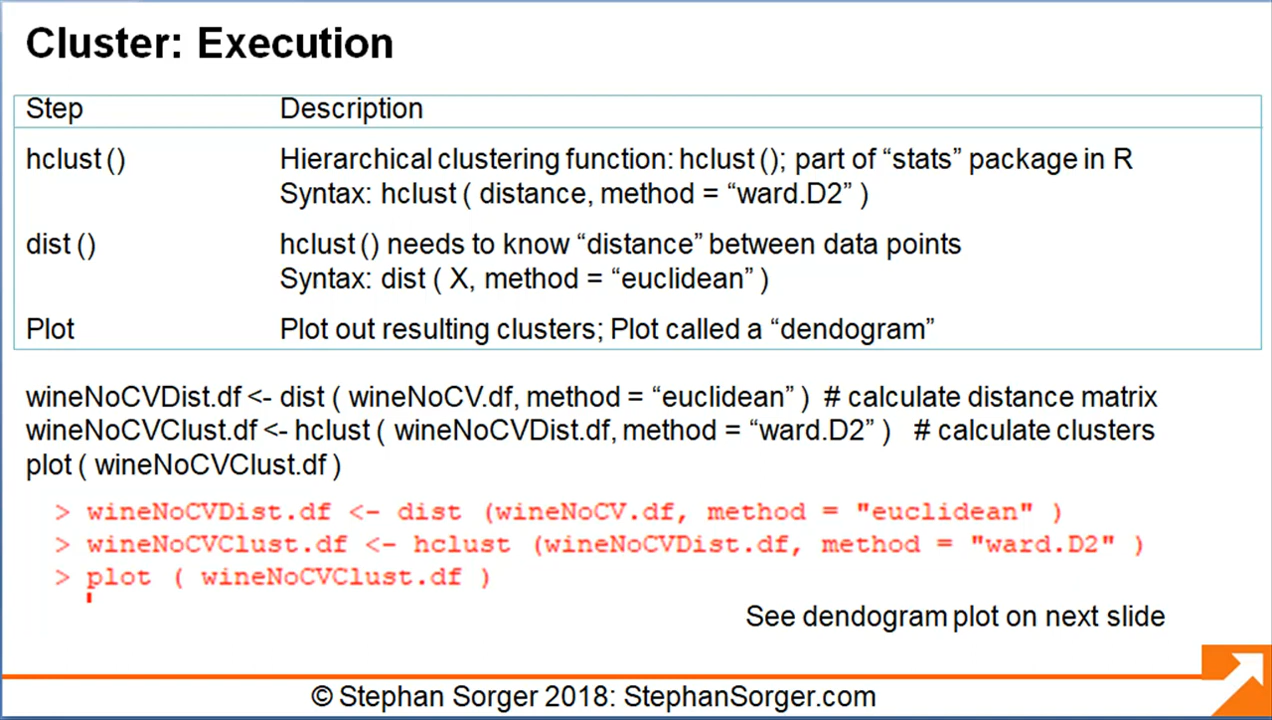 Cluster: Execution
Step Description
hclust () Hierarchical clustering function: hclust (); part of “stats” package in R
Syntax: hclust ( distance, method = “ward.D2” )
dist () hclust () needs to know “distance” between data points
Syntax: dist ( X, method = “euclidean” )
Plot Plot out resulting clusters; Plot called a “dendogram”
wineNoCVDist.df <- dist ( wineNoCV.df, method = “euclidean” ) # calculate distance matrix
wineNoCVClust.df <- hclust ( wineNoCVDist.df, method = “ward.D2” ) # calculate clusters
plot ( wineNoCVClust.df )
> wineNoCVDist.df <- dist (wineNoCV.df, method = "euclidean" )
> wineNoCVClust.df <- hclust (wineNoCVDist.df, method = "ward.D2" )
> plot ( wineNoCVClust.df )
See dendogram plot on next slide
© Stephan Sorger 2018: StephanSorger.com